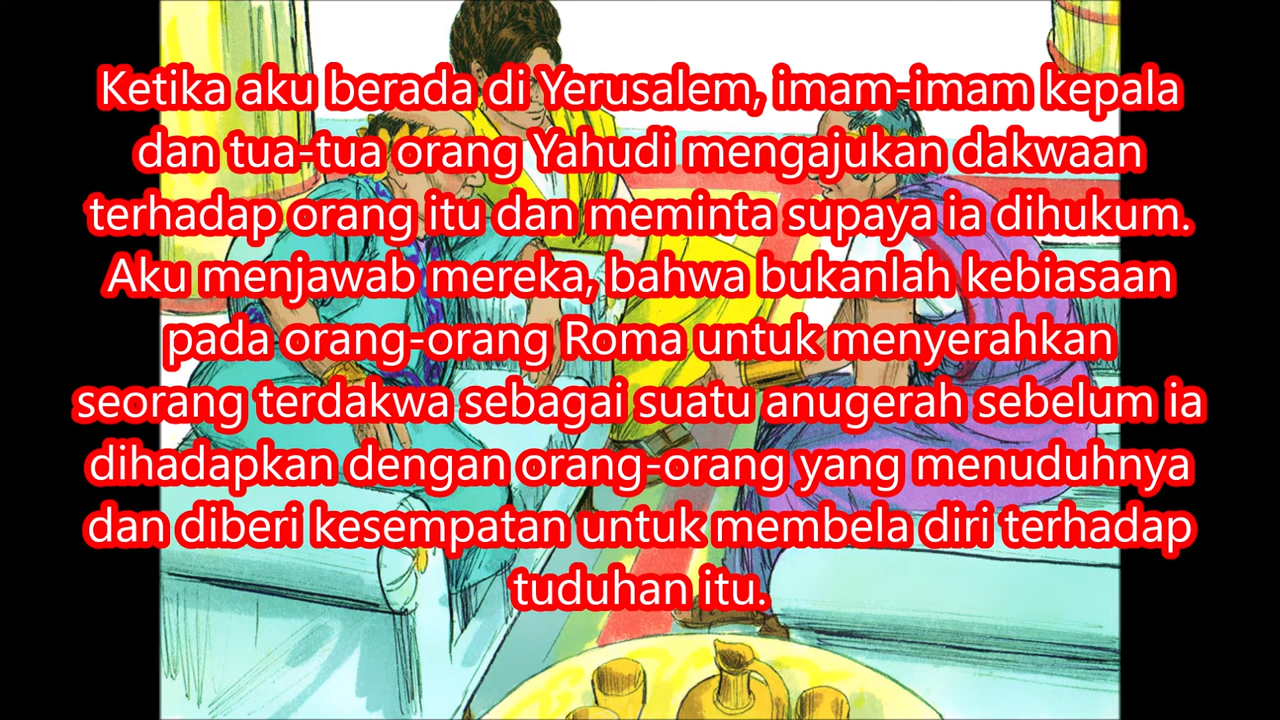 Ketika aku berada di Yerusalem, imam-imam kepala
dan tua-tua orang Yahudi mengajukan dakwaan
terhadap orang itu dan meminta supaya ia dihukum.
Aku menjawab mereka, bahwa bukanlah kebiasaan
pada orang-orang Roma untuk menyerahkan
seorang terdakwa sebagai suatu anugerah sebelum ia
dihadapkan dengan orang-orang yang menuduhnya
dan diberi kesempatan untuk membela diri terhadap
tuduhan itu.